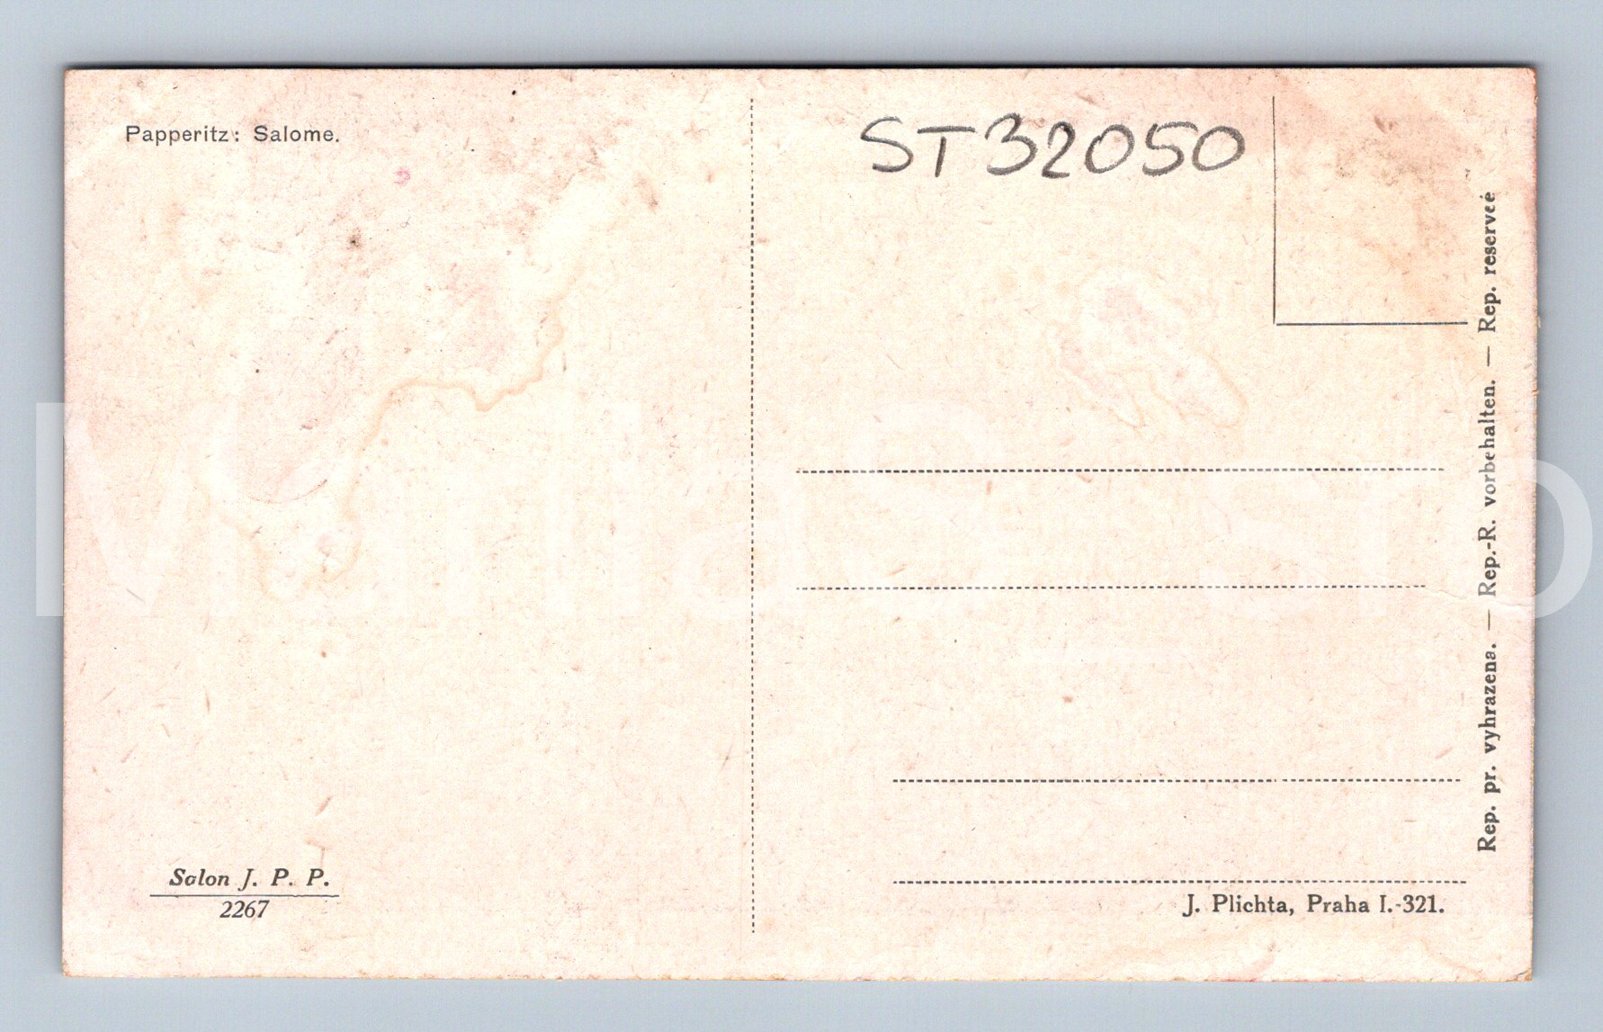 Papperitz: Salome.
ST32050
Rep. pr. vyhrazena. — Rep.-R. vorbehalten. — Rep. reservée
Salon J. P. P.
2267
J. Plichta, Praha I.-321.